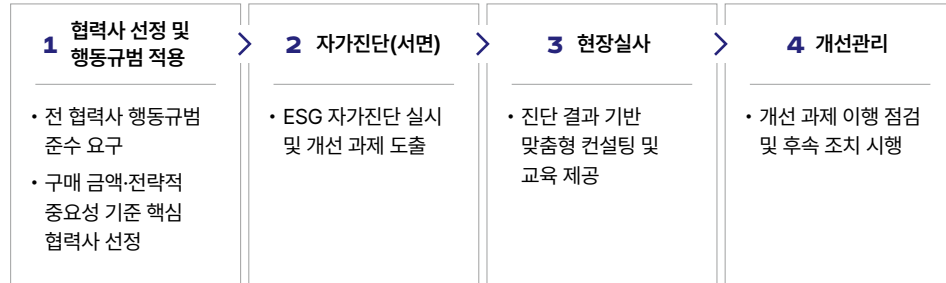 1 협력사 선정 및
행동규범 적용
• 전 협력사 행동규범
준수 요구
• 구매 금액·전략적
중요성 기준 핵심
협력사 선정
2 자가진단(서면)
• ESG 자가진단 실시
및 개선 과제 도출
3 현장실사
• 진단 결과 기반
맞춤형 컨설팅 및
교육 제공
4 개선관리
• 개선 과제 이행 점검
및 후속 조치 시행